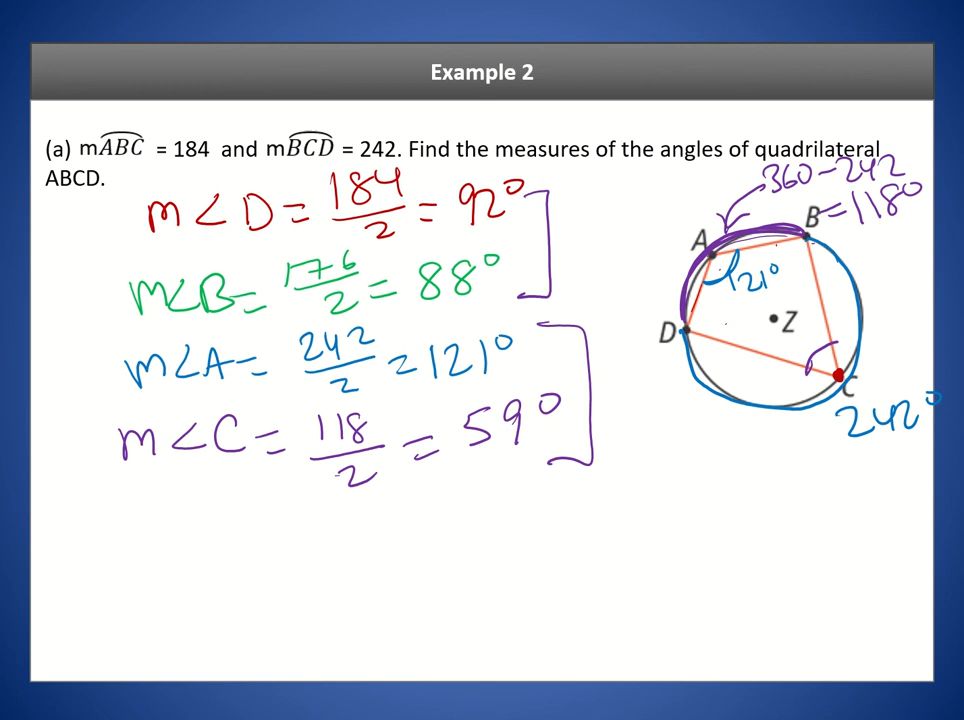 Example 2
(a) mABC = 184 and mBCD = 242. Find the measures of the angles of quadrilateral
ABCD.
m∠D = 184/2 = 92°
m∠B = 176/2 = 88°
m∠A = 242/2 = 121°
m∠C = 118/2 = 59°
360-242
B = 118°
A
121°
Z
D
C
242°